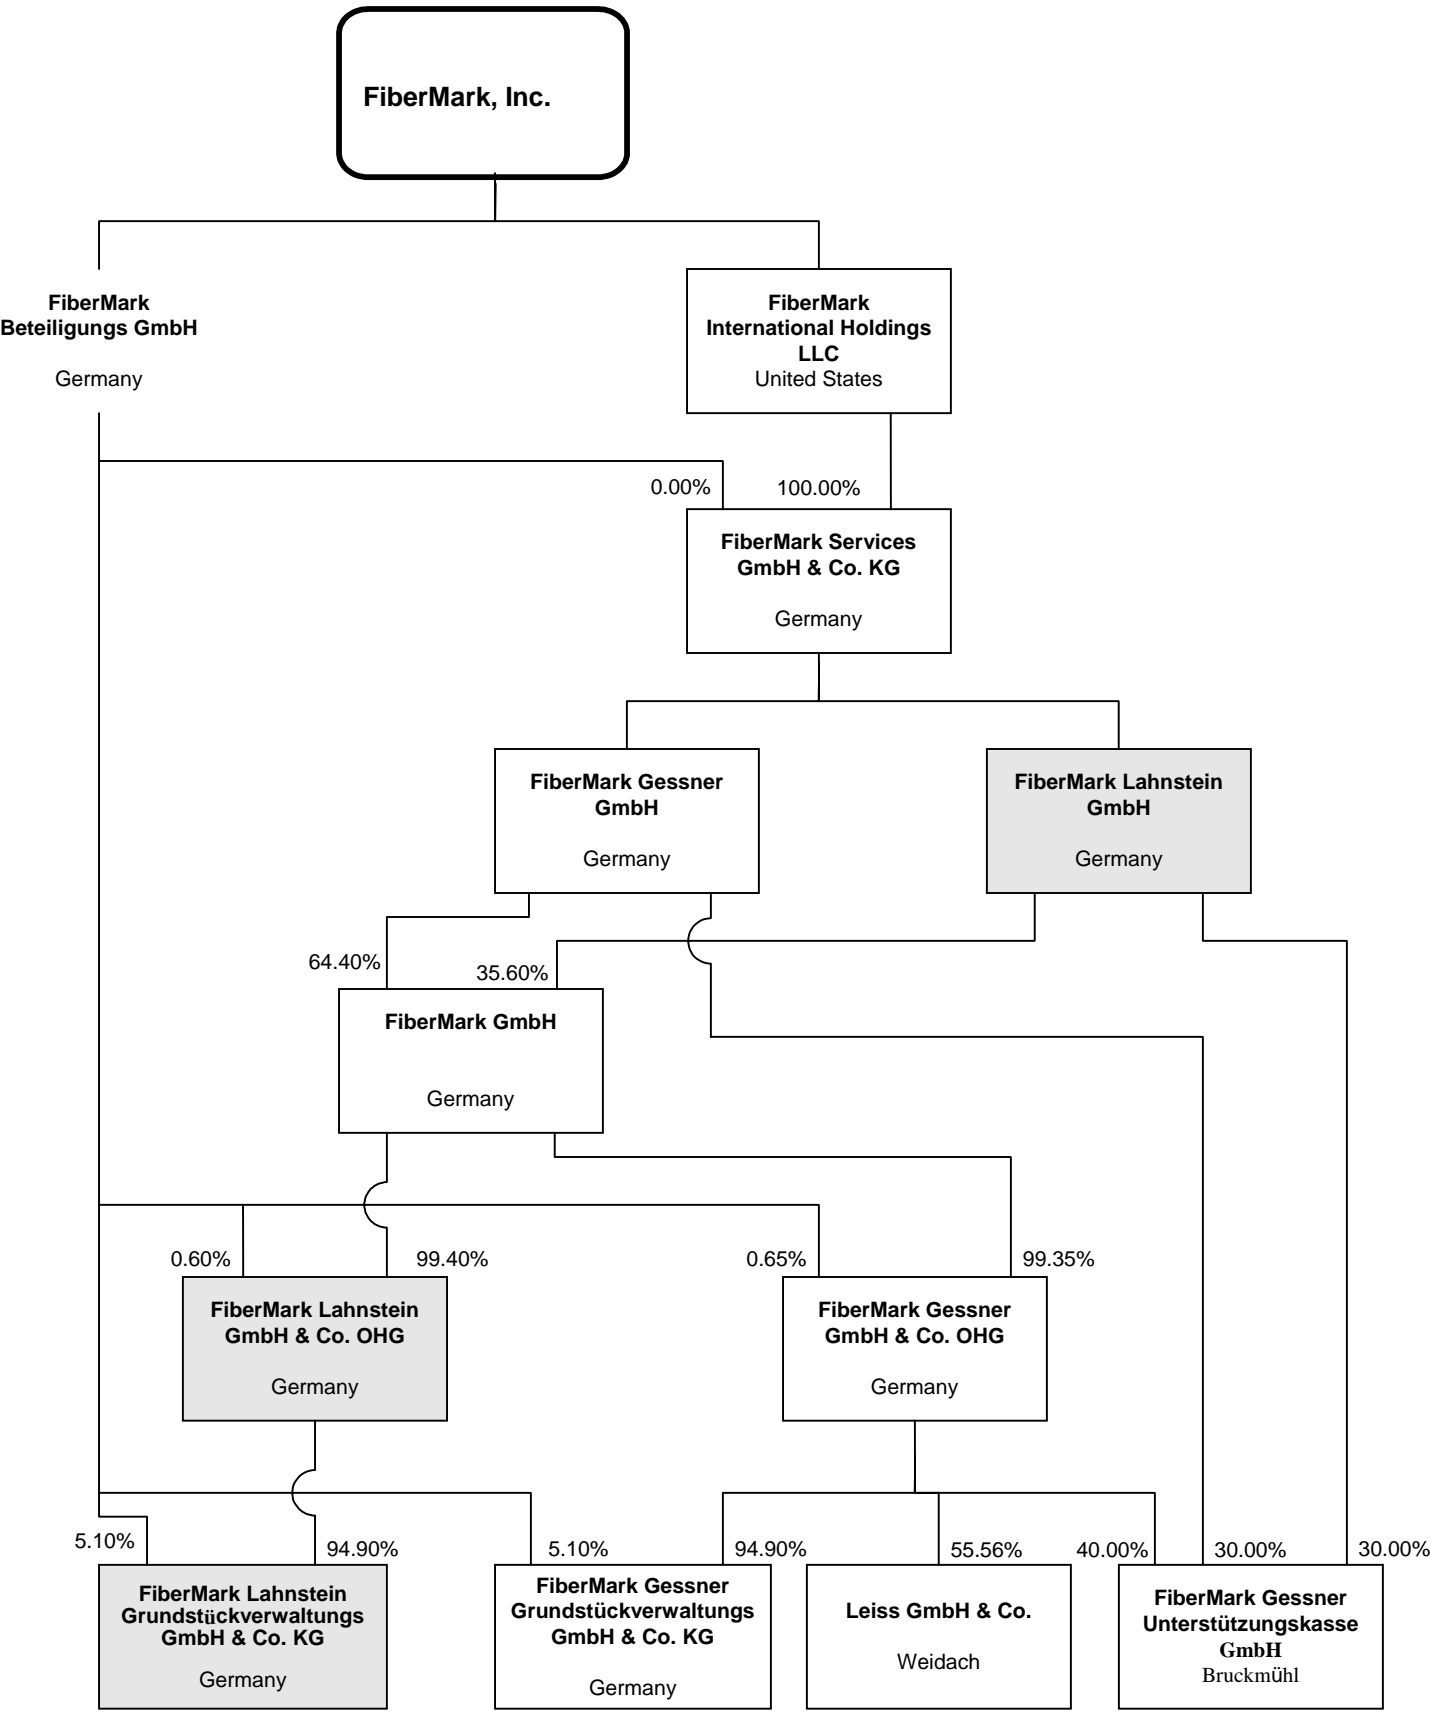 FiberMark, Inc.
FiberMark
Beteiligungs GmbH
Germany
FiberMark
International Holdings
LLC
United States
0.00%
100.00%
FiberMark Services
GmbH & Co. KG
Germany
FiberMark Gessner
GmbH
Germany
FiberMark Lahnstein
GmbH
Germany
64.40%
35.60%
FiberMark GmbH
Germany
0.60%
99.40%
0.65%
99.35%
FiberMark Lahnstein
GmbH & Co. OHG
Germany
FiberMark Gessner
GmbH & Co. OHG
Germany
5.10%
94.90%
5.10%
94.90%
55.56%
40.00%
30.00%
30.00%
FiberMark Lahnstein
Grundstückverwaltungs
GmbH & Co. KG
Germany
FiberMark Gessner
Grundstückverwaltungs
GmbH & Co. KG
Germany
Leiss GmbH & Co.
Weidach
FiberMark Gessner
Unterstützungskasse
GmbH
Bruckmühl